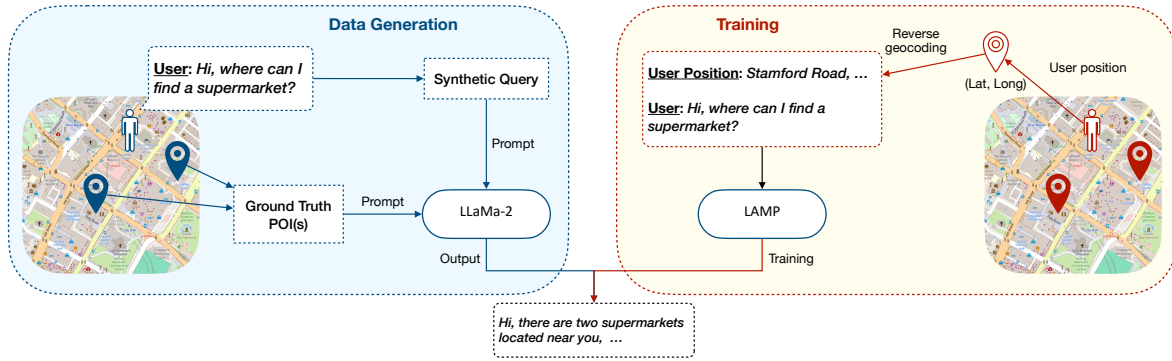 Data Generation
User: Hi, where can I
find a supermarket?
Synthetic Query
Prompt
Ground Truth
POI(s)
Prompt
LLaMa-2
Output
Training
Reverse
geocoding
User Position: Stamford Road, …
User: Hi, where can I find a
supermarket?
(Lat, Long)
User position
LAMP
Training
Hi, there are two supermarkets
located near you, …